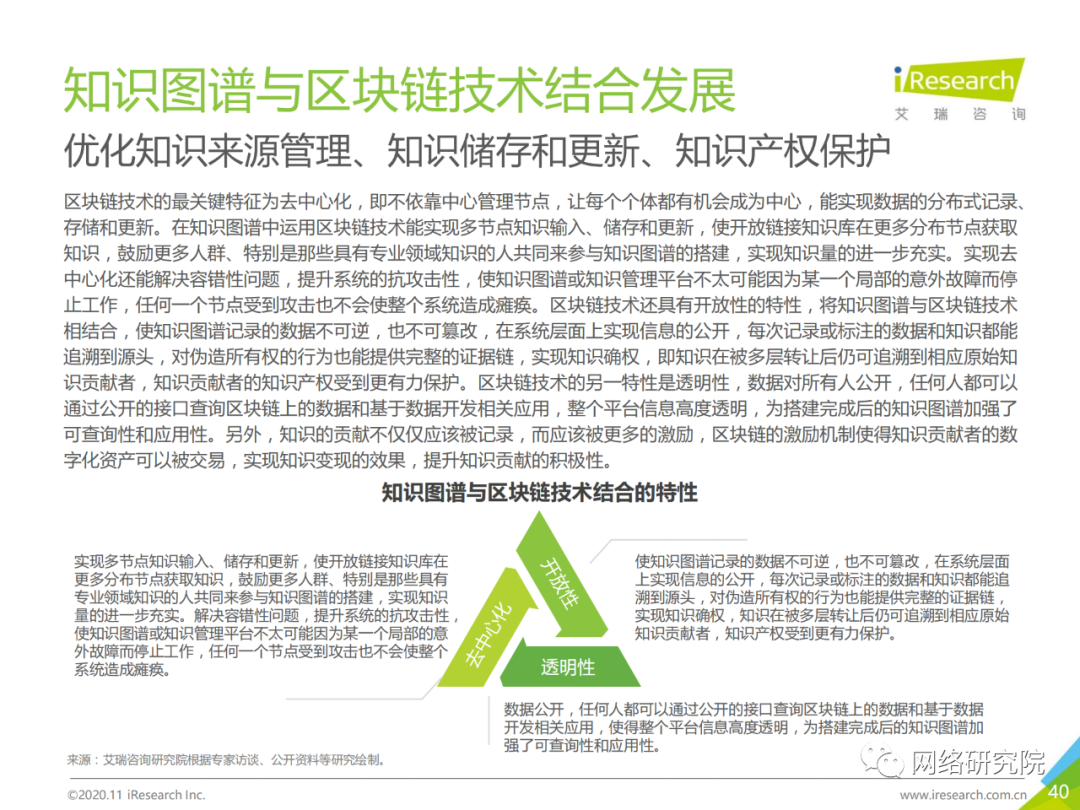 知识图谱与区块链技术结合发展
iResearch
艾 瑞 咨 询
优化知识来源管理、知识储存和更新、知识产权保护
区块链技术的最关键特征为去中心化，即不依靠中心管理节点，让每个个体都有机会成为中心，能实现数据的分布式记录、
存储和更新。在知识图谱中运用区块链技术能实现多节点知识输入、储存和更新，使开放链接知识库在更多分布节点获取
知识，鼓励更多人群、特别是那些具有专业领域知识的人共同来参与知识图谱的搭建，实现知识量的进一步充实。实现去
中心化还能解决容错性问题，提升系统的抗攻击性，使知识图谱或知识管理平台不太可能因为某一个局部的意外故障而停
止工作，任何一个节点受到攻击也不会使整个系统造成瘫痪。区块链技术还具有开放性的特性，将知识图谱与区块链技术
相结合，使知识图谱记录的数据不可逆，也不可篡改，在系统层面上实现信息的公开，每次记录或标注的数据和知识都能
追溯到源头，对伪造所有权的行为也能提供完整的证据链，实现知识确权，即知识在被多层转让后仍可追溯到相应原始知
识贡献者，知识贡献者的知识产权受到更有力保护。区块链技术的另一特性是透明性，数据对所有人公开，任何人都可以
通过公开的接口查询区块链上的数据和基于数据开发相关应用，整个平台信息高度透明，为搭建完成后的知识图谱加强了
可查询性和应用性。另外，知识的贡献不仅仅应该被记录，而应该被更多的激励，区块链的激励机制使得知识贡献者的数
字化资产可以被交易，实现知识变现的效果，提升知识贡献的积极性。
知识图谱与区块链技术结合的特性
实现多节点知识输入、储存和更新，使开放链接知识库在
更多分布节点获取知识，鼓励更多人群、特别是那些具有
专业领域知识的人共同来参与知识图谱的搭建，实现知识
量的进一步充实。解决容错性问题，提升系统的抗攻击性，
使知识图谱或知识管理平台不太可能因为某一个局部的意
外故障而停止工作，任何一个节点受到攻击也不会使整个
系统造成瘫痪。
去中心化
开放性
透明性
使知识图谱记录的数据不可逆，也不可篡改，在系统层面
上实现信息的公开，每次记录或标注的数据和知识都能追
溯到源头，对伪造所有权的行为也能提供完整的证据链，
实现知识确权，知识在被多层转让后仍可追溯到相应原始
知识贡献者，知识产权受到更有力保护。
数据公开，任何人都可以通过公开的接口查询区块链上的数据和基于数据
开发相关应用，使得整个平台信息高度透明，为搭建完成后的知识图谱加
强了可查询性和应用性。
来源：艾瑞咨询研究院根据专家访谈、公开资料等研究绘制。
网络研究院
©2020.11 iResearch Inc.
www.iresearch.com.cn
40